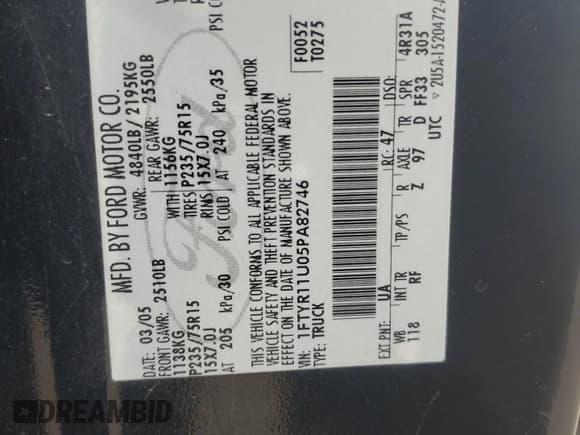 MFD. BY FORD MOTOR CO.
DATE: 03/05 GVWR: 4840LB / 2195KG
FRONT GAWR: 2510LB REAR GAWR: 2550LB
1138KG WITH 1156KG
P235/75R15 TIRES P235/75R15
15X7.0J RIMS 15X7.0J
AT 205 kPa/30 PSI COLD AT 240 kPa/35 PSI COLD
THIS VEHICLE CONFORMS TO ALL APPLICABLE FEDERAL MOTOR
VEHICLE SAFETY AND THEFT PREVENTION STANDARDS IN
EFFECT ON THE DATE OF MANUFACTURE SHOWN ABOVE.
VIN: 1FTYR11U05PA82746 F0052
TYPE: TRUCK T0275
Ford
EXT PNT: UA RC: 47 DSO:
WB INT TR TP/PS R AXLE TR SPR
118 RF Z 97 D FF33 4R31A
305
UTC
DREAMBID